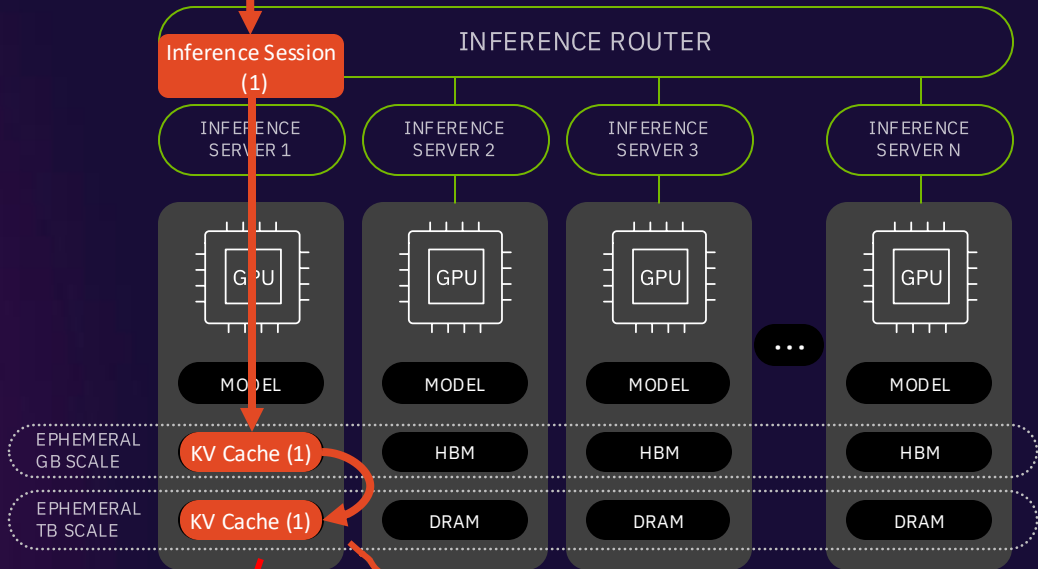 INFERENCE ROUTER
Inference Session
(1)
INFERENCE
SERVER 1
INFERENCE
SERVER 2
INFERENCE
SERVER 3
INFERENCE
SERVER N
GPU
GPU
GPU
GPU
...
MODEL
MODEL
MODEL
MODEL
EPHEMERAL
GB SCALE
KV Cache (1)
HBM
HBM
HBM
EPHEMERAL
TB SCALE
KV Cache (1)
DRAM
DRAM
DRAM